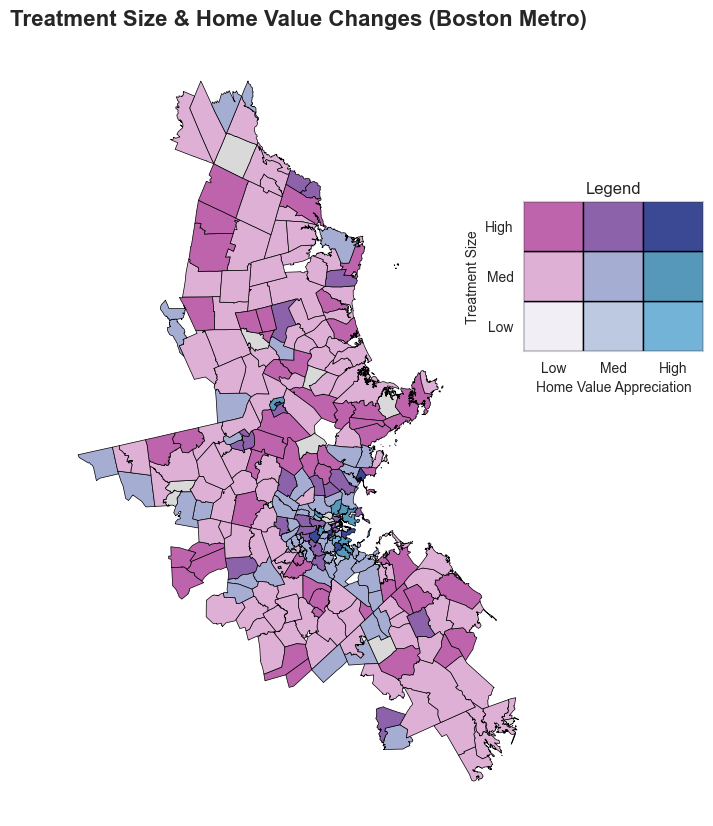 Treatment Size & Home Value Changes (Boston Metro)
Legend
Treatment Size
High
Med
Low
Low Med High
Home Value Appreciation